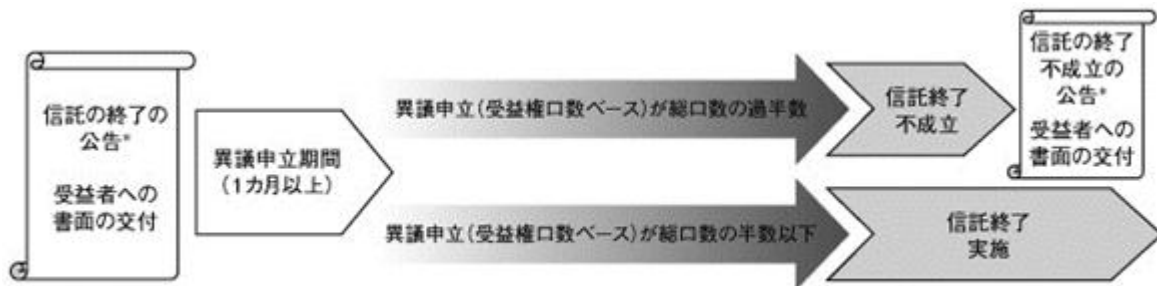 信託の終了の
公告*
受益者への
書面の交付
異議申立期間
(1カ月以上)
異議申立(受益権口数ベース)が総口数の過半数
信託終了
不成立
信託の終了
不成立の
公告*
受益者への
書面の交付
異議申立(受益権口数ベース)が総口数の半数以下
信託終了
実施